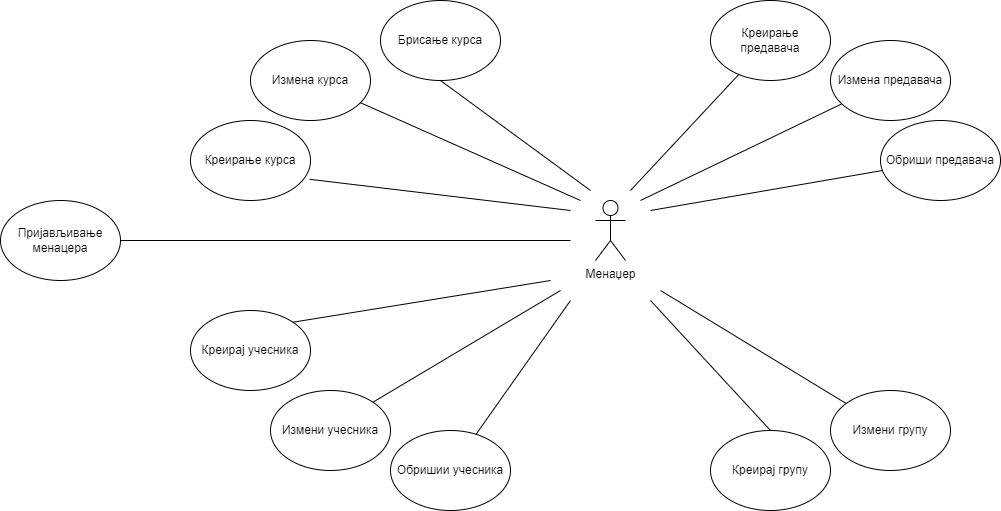 Брисање курса
Креирање
предавача
Измена курса
Измена предавача
Креирање курса
Обриши предавача
Пријављивање
менацера
Менаџер
Креирај учесника
Измени учесника
Измени групу
Обришии учесника
Креирај групу